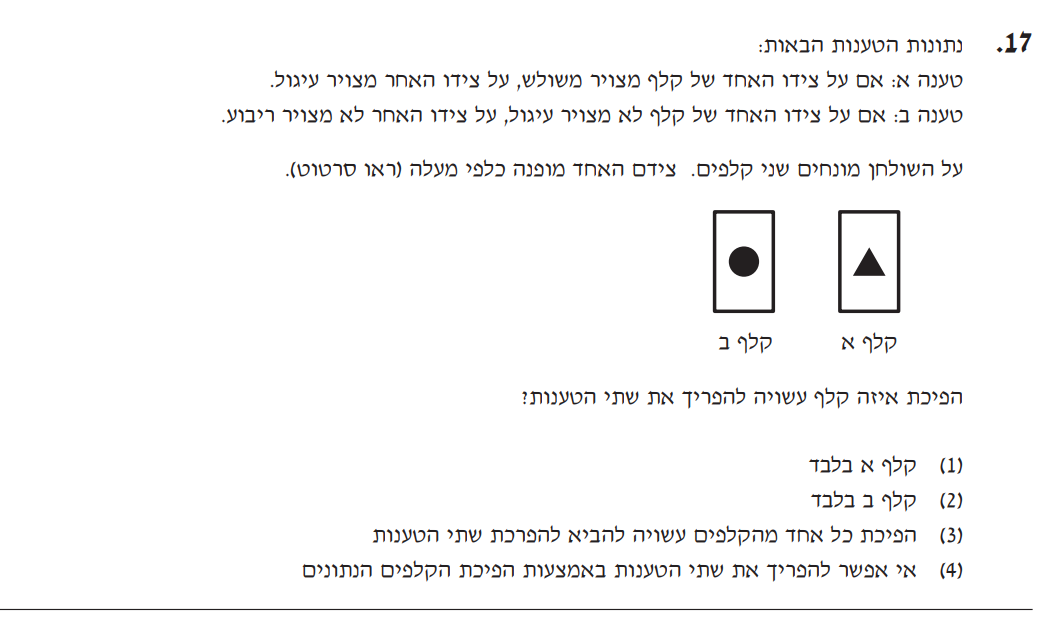 17. נתונות הטענות הבאות:
טענה א: אם על צידו האחד של קלף מצויר משולש, על צידו האחר מצויר עיגול.
טענה ב: אם על צידו האחד של קלף לא מצויר עיגול, על צידו האחר לא מצויר ריבוע.
על השולחן מונחים שני קלפים. צידם האחד מופנה כלפי מעלה (ראו סרטוט).
קלף א קלף ב
הפיכת איזה קלף עשויה להפריך את שתי הטענות?
(1) קלף א בלבד
(2) קלף ב בלבד
(3) הפיכת כל אחד מהקלפים עשויה להביא להפרכת שתי הטענות
(4) אי אפשר להפריך את שתי הטענות באמצעות הפיכת הקלפים הנתונים